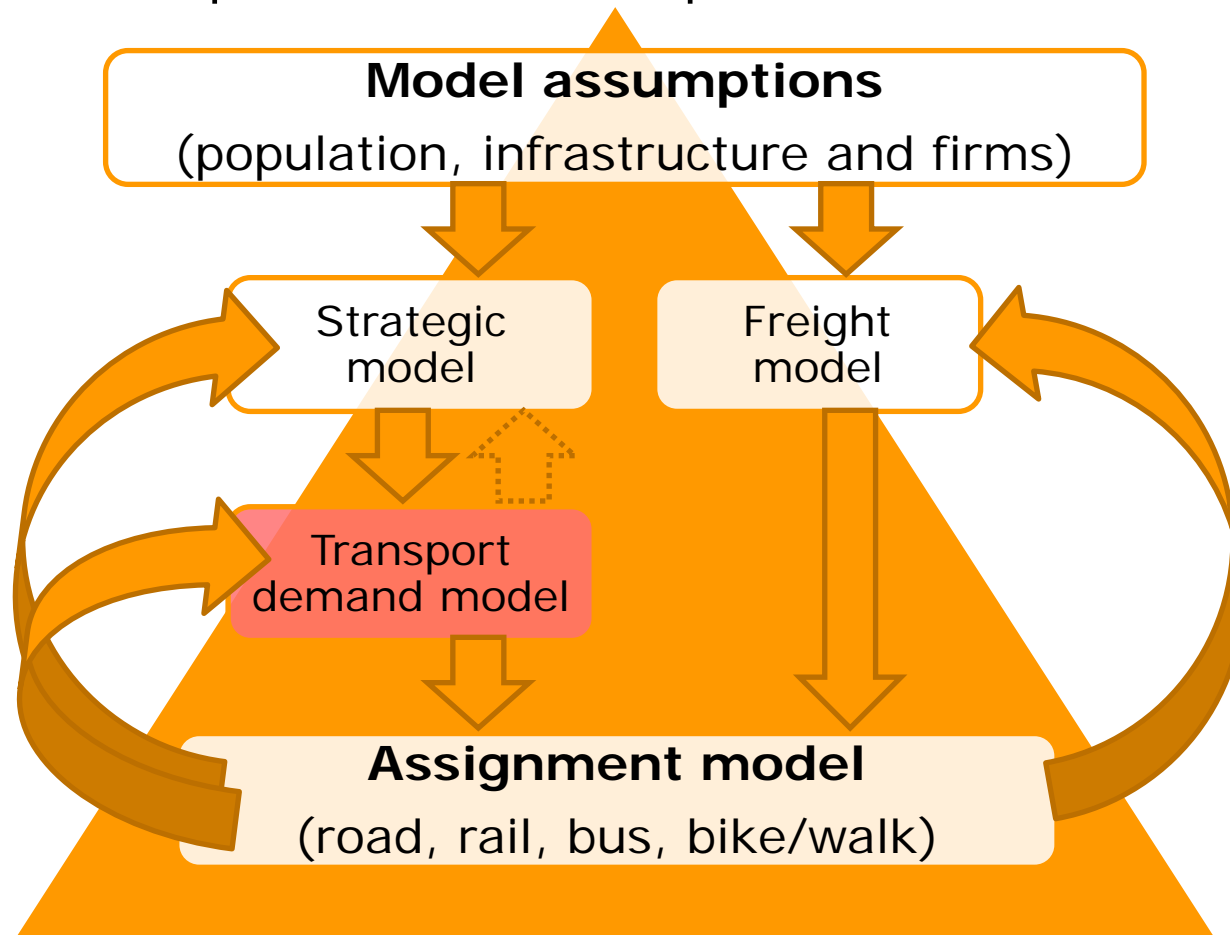 Model assumptions
(population, infrastructure and firms)
Strategic
model
Freight
model
Transport
demand model
Assignment model
(road, rail, bus, bike/walk)